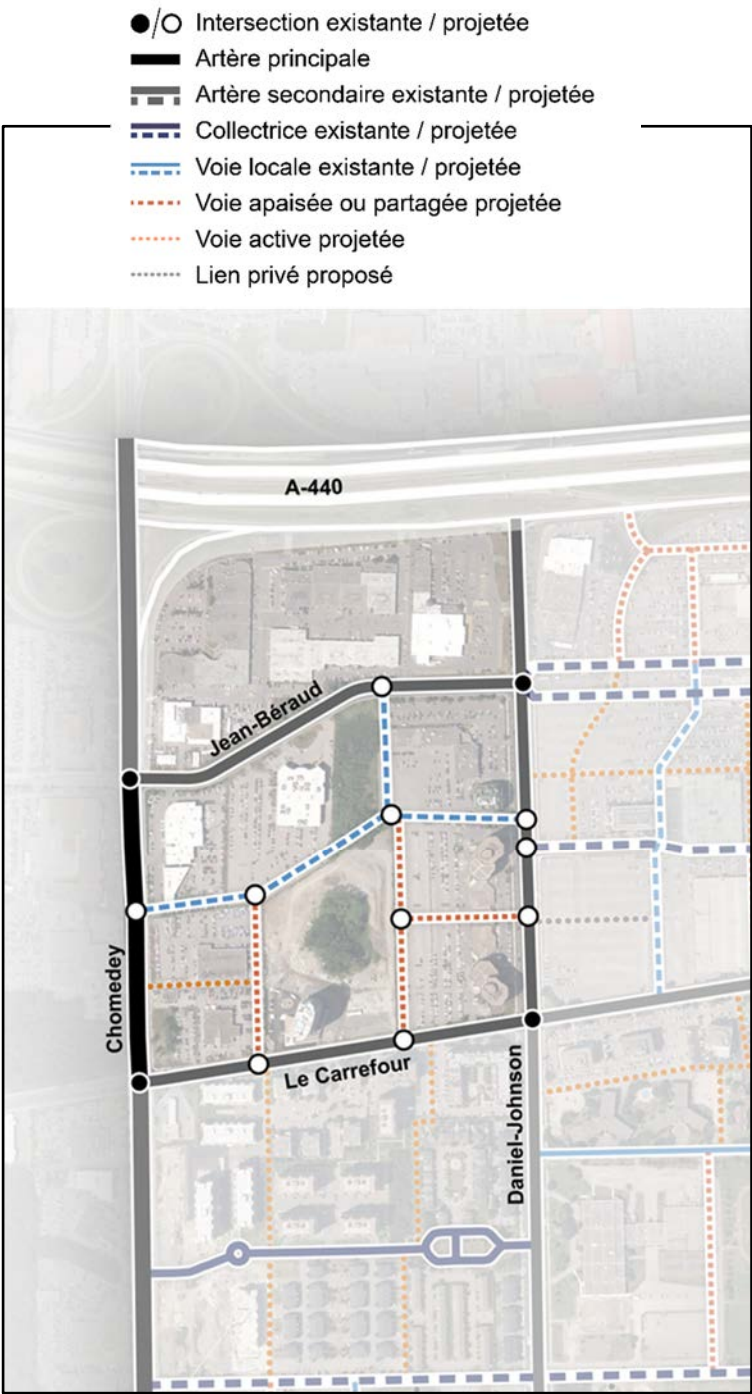 Intersection existante / projetée
Artère principale
Artère secondaire existante / projetée
Collectrice existante / projetée
Voie locale existante / projetée
Voie apaisée ou partagée projetée
Voie active projetée
Lien privé proposé
A-440
Jean-Béraud
Chomedey
Le Carrefour
Daniel-Johnson